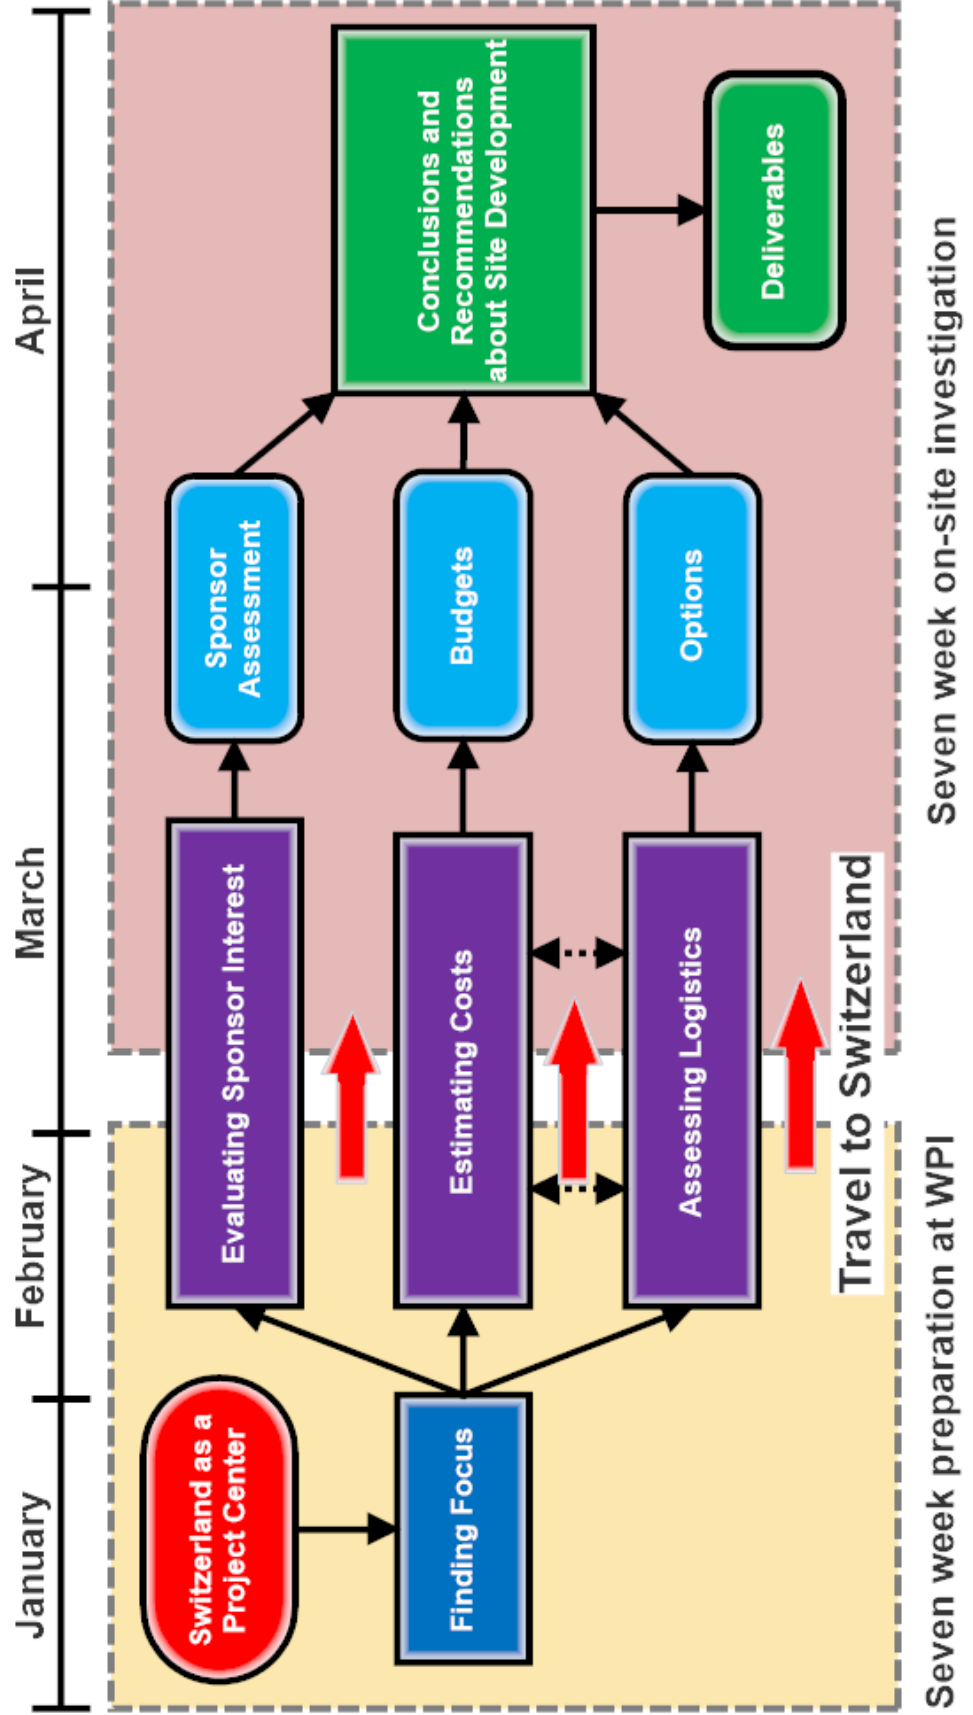 January
February
March
April
Switzerland as a
Project Center
Finding Focus
Evaluating Sponsor Interest
Estimating Costs
Assessing Logistics
Sponsor
Assessment
Budgets
Options
Conclusions and
Recommendations
about Site Development
Deliverables
Travel to Switzerland
Seven week preparation at WPI
Seven week on-site investigation